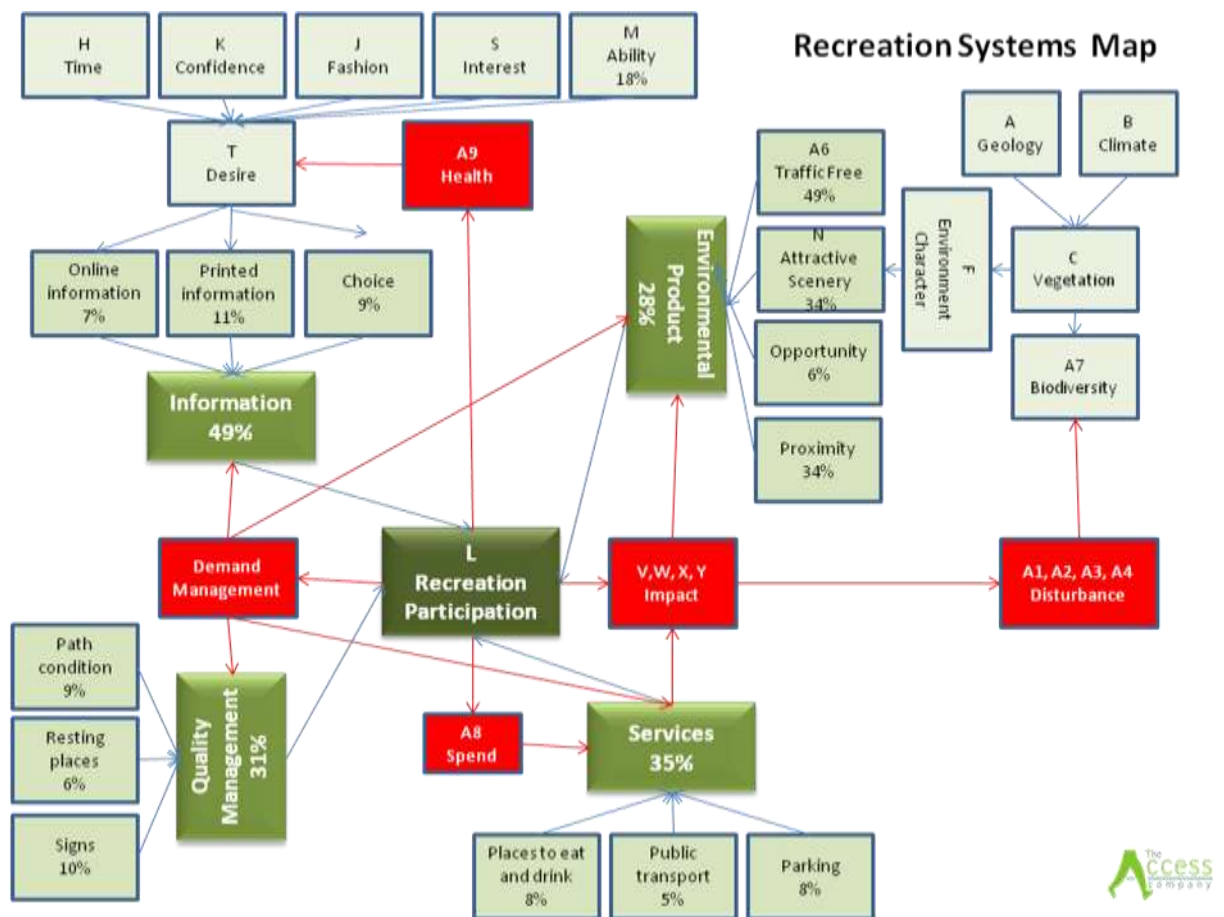 Recreation Systems Map
H
Time
K
Confidence
J
Fashion
S
Interest
M
Ability
18%
T
Desire
A9
Health
Online
information
7%
Printed
information
11%
Choice
9%
Information
49%
Environmental
Product
28%
A6
Traffic Free
49%
N
Attractive
Scenery
34%
Opportunity
6%
Proximity
34%
F
Environment
Character
A
Geology
B
Climate
C
Vegetation
A7
Biodiversity
Demand
Management
L
Recreation
Participation
V,W, X, Y
Impact
A1, A2, A3, A4
Disturbance
Path
condition
9%
Resting
places
6%
Signs
10%
Quality
Management
31%
A8
Spend
Services
35%
Places to eat
and drink
8%
Public
transport
5%
Parking
8%
The
Access
company